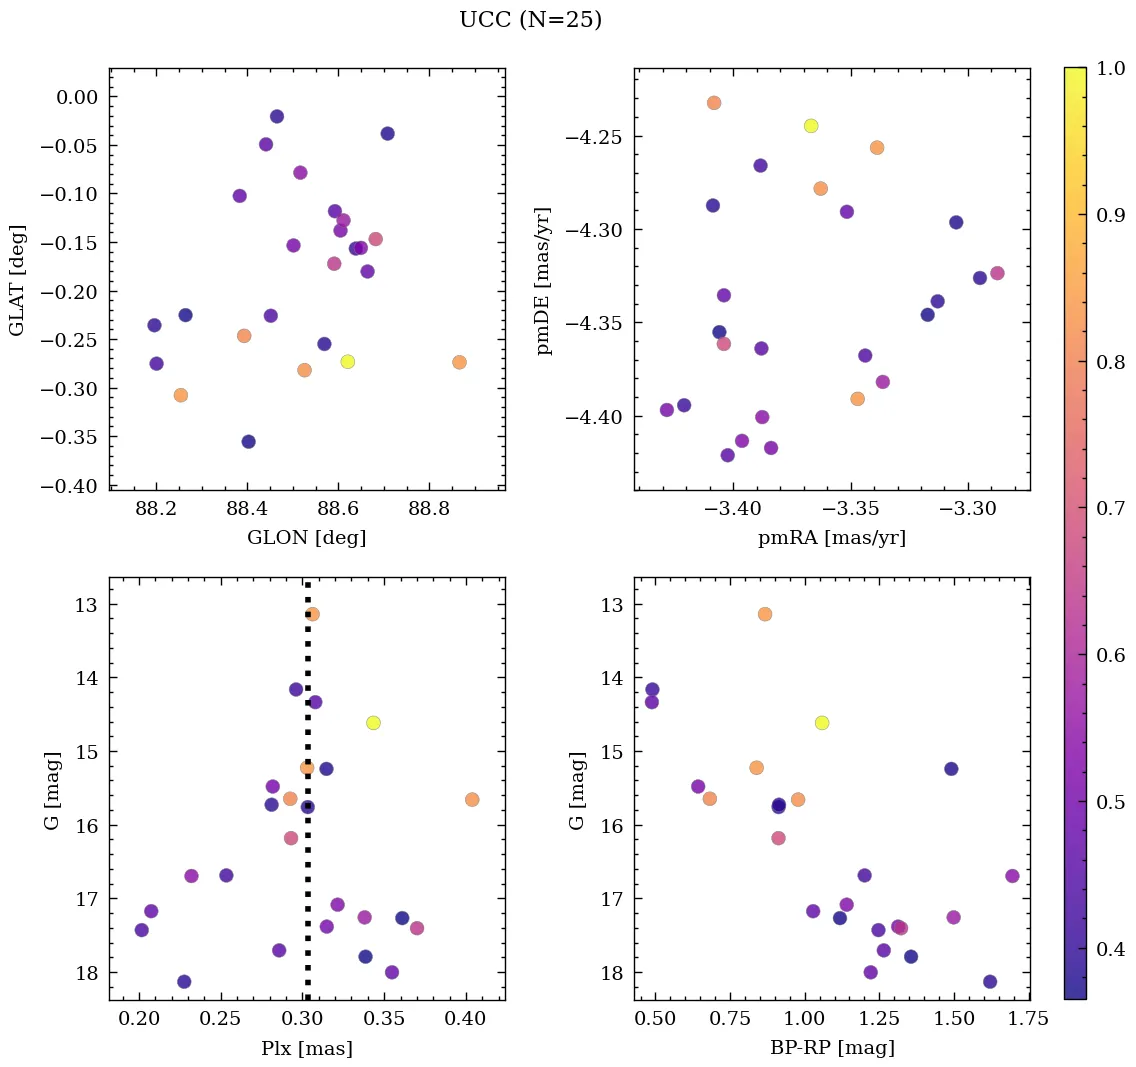 UCC (N=25)
0.00
−0.05
−0.10
−0.15
−0.20
−0.25
−0.30
−0.35
−0.40
GLAT [deg]
88.2 88.4 88.6 88.8
GLON [deg]
−4.25
−4.30
−4.35
−4.40
pmDE [mas/yr]
−3.40 −3.35 −3.30
pmRA [mas/yr]
13
14
15
16
17
18
G [mag]
0.20 0.25 0.30 0.35 0.40
Plx [mas]
13
14
15
16
17
18
G [mag]
0.50 0.75 1.00 1.25 1.50 1.75
BP-RP [mag]
1.0
0.9
0.8
0.7
0.6
0.5
0.4